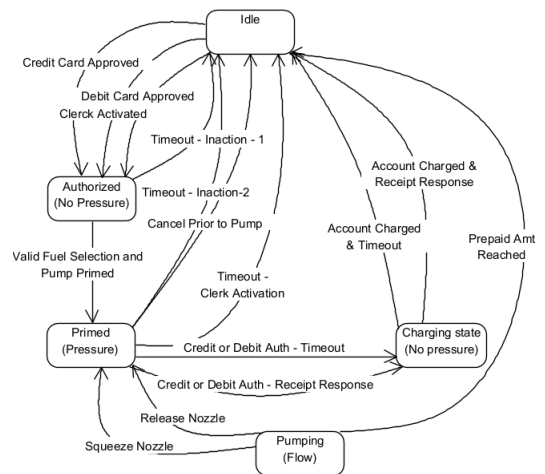 Idle
Credit Card Approved
Debit Card Approved
Clerck Activated
Timeout - Inaction - 1
Authorized
(No Pressure)
Timeout - Inaction-2
Account Charged &
Receipt Response
Cancel Prior to Pump
Account Charged
& Timeout
Prepaid Amt
Reached
Valid Fuel Selection and
Pump Primed
Timeout -
Clerk Activation
Primed
(Pressure)
Credit or Debit Auth - Timeout
Charging state
(No pressure)
Credit or Debit Auth - Receipt Response
Release Nozzle
Squeeze Nozzle
Pumping
(Flow)